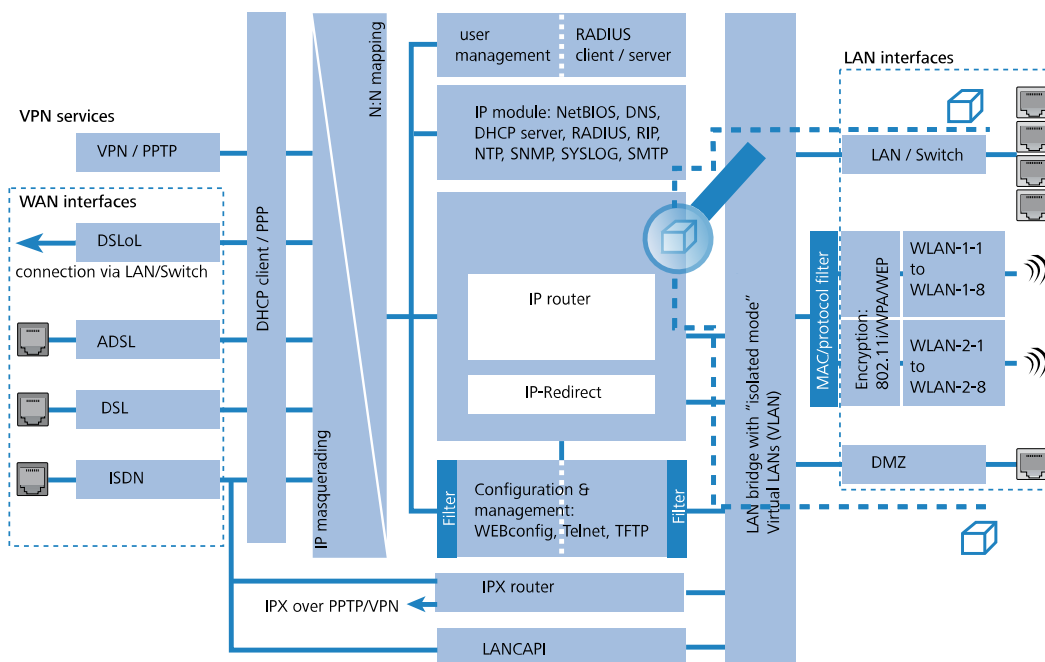 user
management
RADIUS
client / server
LAN interfaces
N:N mapping
IP module: NetBIOS, DNS,
DHCP server, RADIUS, RIP,
NTP, SNMP, SYSLOG, SMTP
VPN services
VPN / PPTP
LAN / Switch
WAN interfaces
DSLoL
connection via LAN/Switch
DHCP client / PPP
IP router
IP-Redirect
MAC/protocol filter
Encryption:
802.11i/WPA/WEP
WLAN-1-1
to
WLAN-1-8
WLAN-2-1
to
WLAN-2-8
ADSL
DSL
ISDN
IP masquerading
LAN bridge with “isolated mode”
Virtual LANs (VLAN)
DMZ
Filter
Configuration &
management:
WEBconfig, Telnet, TFTP
Filter
IPX router
IPX over PPTP/VPN
LANCAPI